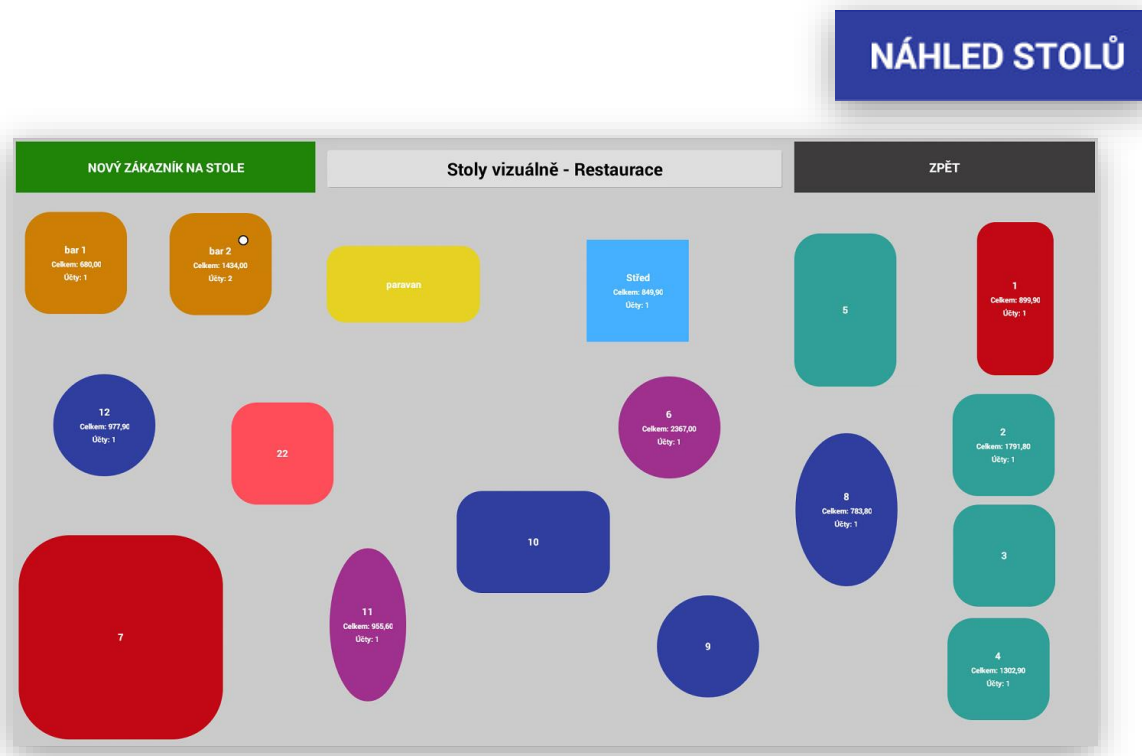 NÁHLED STOLŮ
NOVÝ ZÁKAZNÍK NA STOLE
Stoly vizuálně - Restaurace
ZPĚT
bar 1
Celkem: 680,00
Účty: 1
bar 2
Celkem: 1434,00
Účty: 2
paravan
Střed
Celkem: 849,90
Účty: 1
5
1
Celkem: 899,90
Účty: 1
12
Celkem: 977,90
Účty: 1
22
6
Celkem: 2367,00
Účty: 1
2
Celkem: 1791,80
Účty: 1
8
Celkem: 783,80
Účty: 1
10
3
7
11
Celkem: 955,60
Účty: 1
9
4
Celkem: 1302,90
Účty: 1